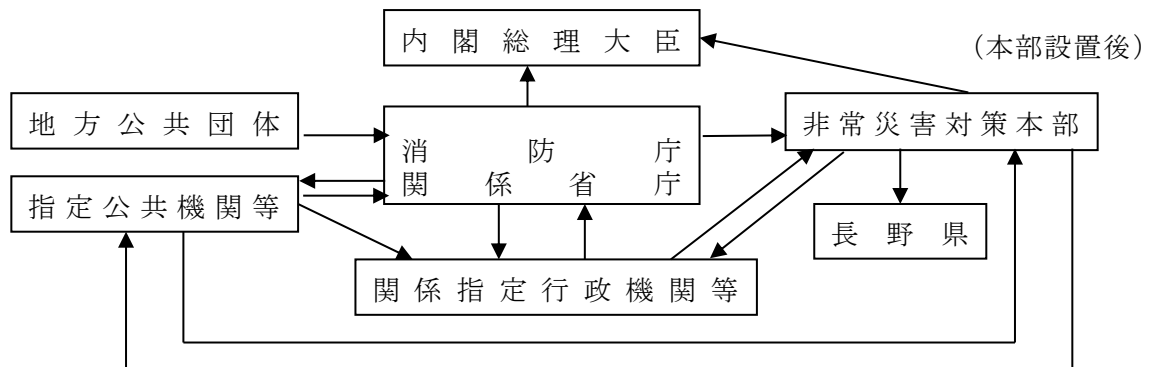 内閣総理大臣
(本部設置後)
地方公共団体
非常災害対策本部
消防庁
関係省庁
指定公共機関等
長野県
関係指定行政機関等